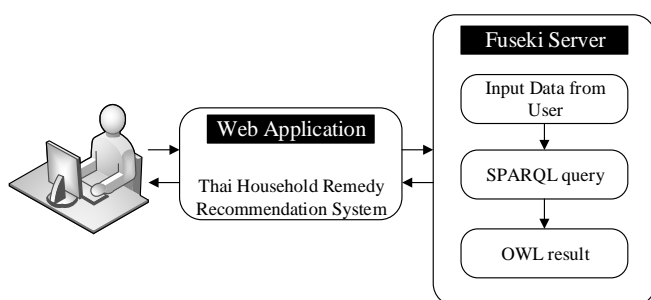 Web Application
Thai Household Remedy
Recommendation System
Fuseki Server
Input Data from
User
SPARQL query
OWL result